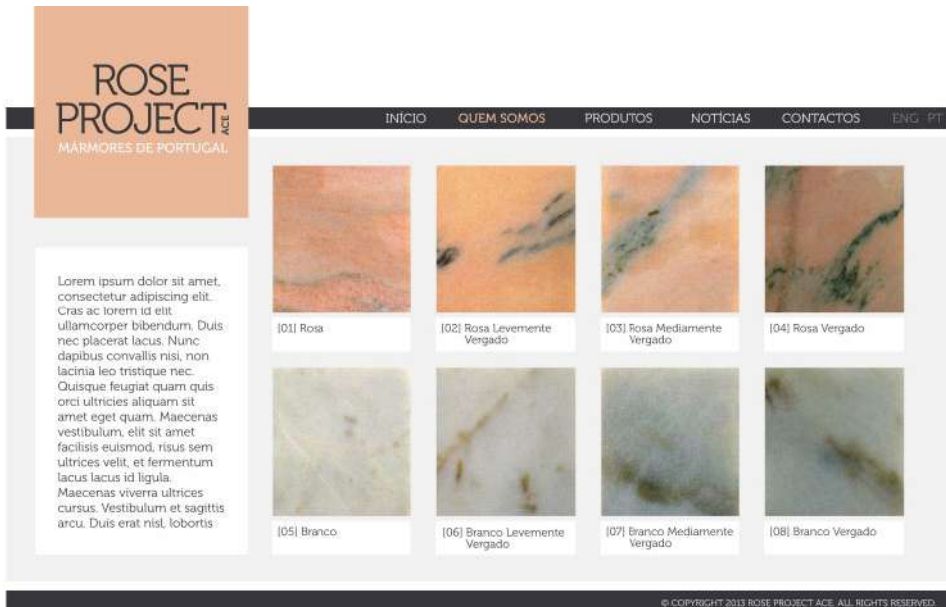 ROSE
PROJECT ACE
MÁRMORES DE PORTUGAL
INÍCIO QUEM SOMOS PRODUTOS NOTÍCIAS CONTACTOS ENG PT
Lorem ipsum dolor sit amet,
consectetur adipiscing elit.
Cras ac lorem id elit
ullamcorper bibendum. Duis
nec placerat lacus. Nunc
dapibus convallis nisi, non
lacinia leo tristique nec.
Quisque feugiat quam quis
orci ultricies aliquam sit
amet eget quam. Maecenas
vestibulum, elit sit amet
facilisis euismod, risus sem
ultrices velit, et fermentum
lacus lacus id ligula.
Maecenas viverra ultrices
cursus. Vestibulum et sagittis
arcu. Duis erat nisl, lobortis
[01] Rosa
[02] Rosa Levemente
Vergado
[03] Rosa Mediamente
Vergado
[04] Rosa Vergado
[05] Branco
[06] Branco Levemente
Vergado
[07] Branco Mediamente
Vergado
[08] Branco Vergado
© COPYRIGHT 2013 ROSE PROJECT ACE. ALL RIGHTS RESERVED.